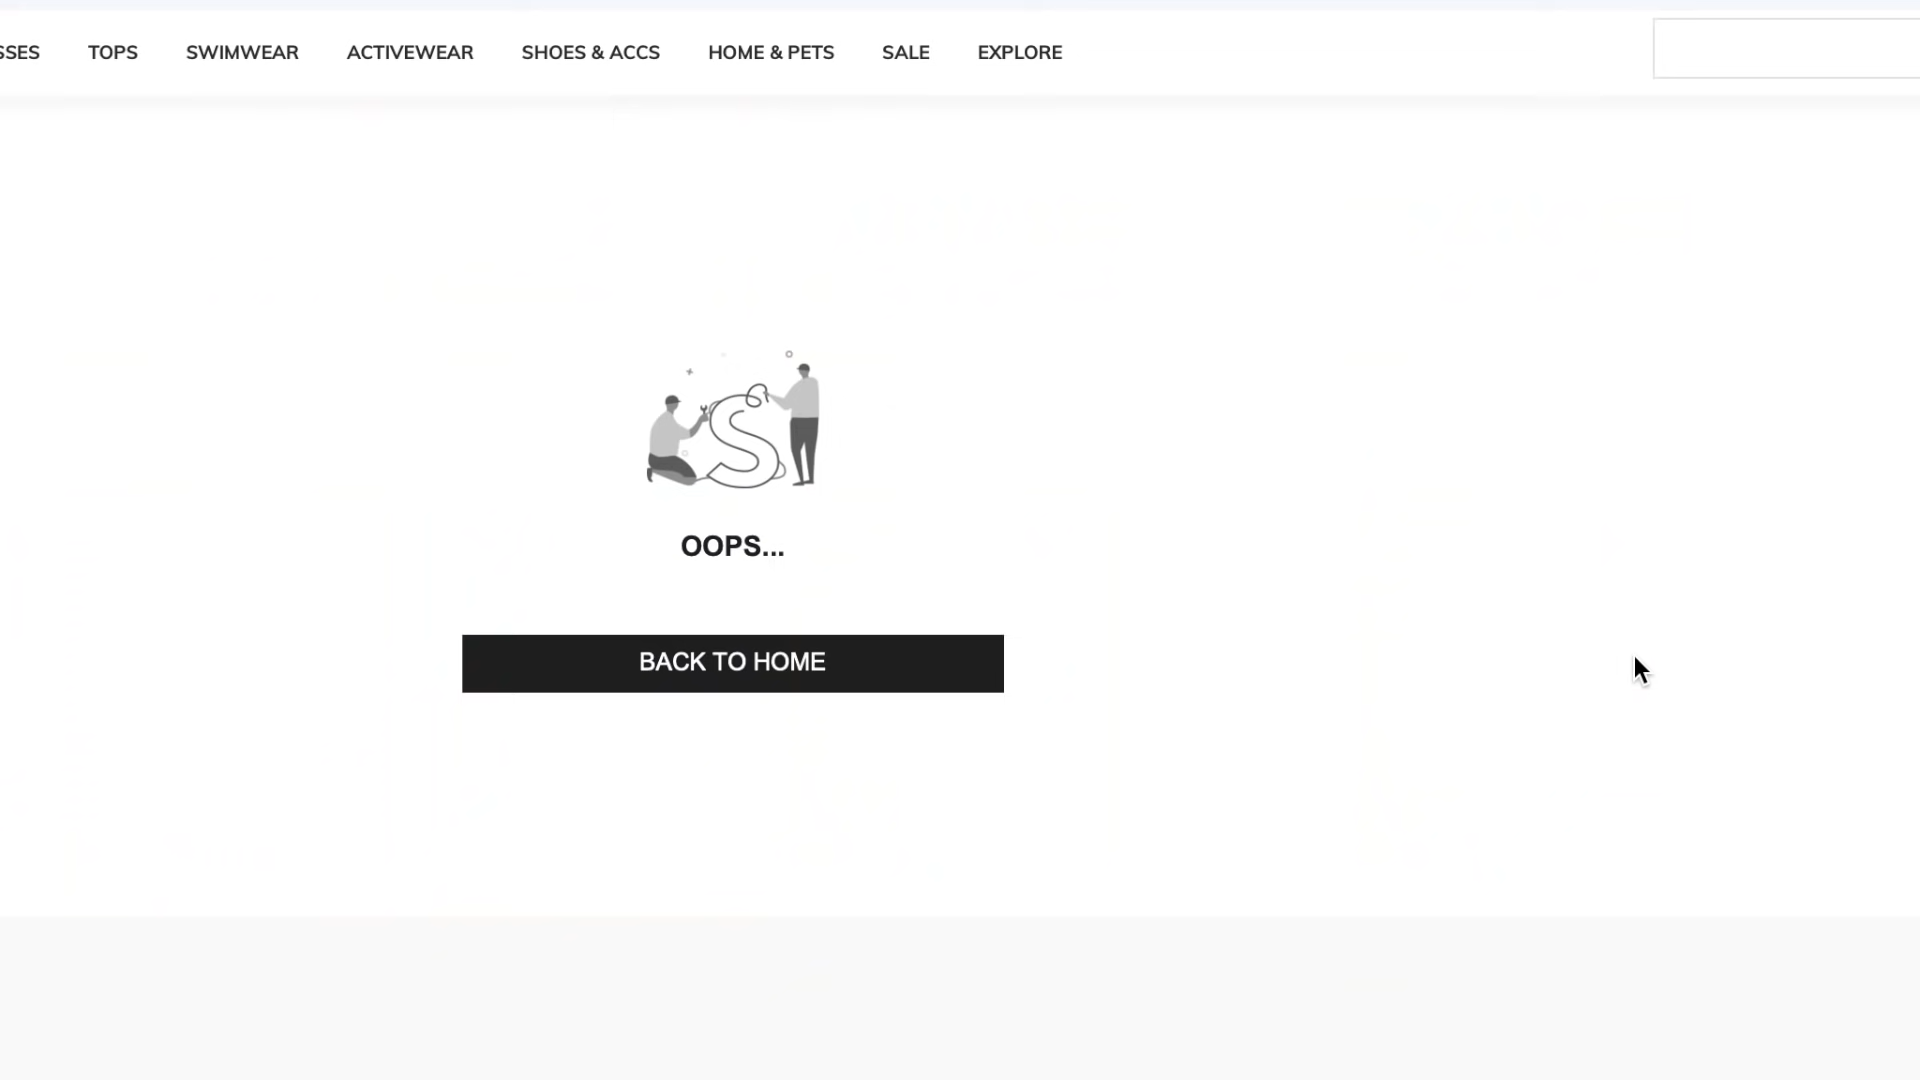 SSES TOPS SWIMWEAR ACTIVEWEAR SHOES & ACCS HOME & PETS SALE EXPLORE
S
OOPS...
BACK TO HOME